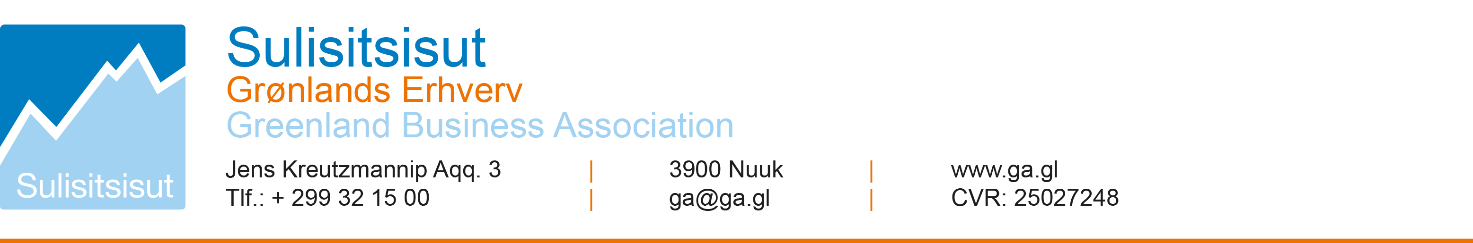 Sulisitsisut
Sulisitsisut
Grønlands Erhverv
Greenland Business Association
Jens Kreutzmannip Aqq. 3 | 3900 Nuuk | www.ga.gl
Tlf.: + 299 32 15 00 | ga@ga.gl | CVR: 25027248